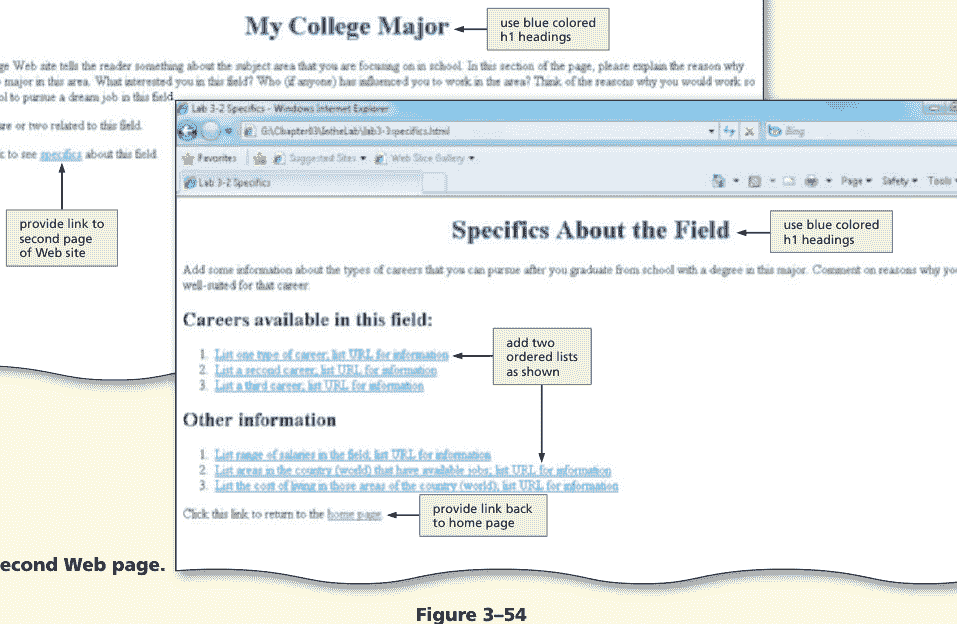 My College Major
use blue colored
h1 headings
ge Web site tells the reader something about the subject area that you are focusing on in school. In this section of the page, please explain the reason why
major in this area. What interested you in this field? Who (if anyone) has influenced you to work in the area? Think of the reasons why you would work so
ol to pursue a dream job in this field.
re or two related to this field.
k to see specifics about this field
provide link to
second page
of Web site
Lab 3-2 Specifics - Windows Internet Explorer
G:\Chapter03\IntheLab\lab3-2specifics.html
Bing
Favorites
Suggested Sites
Web Slice Gallery
Lab 3-2 Specifics
Page
Safety
Tools
Specifics About the Field
use blue colored
h1 headings
Add some information about the types of careers that you can pursue after you graduate from school with a degree in this major. Comment on reasons why you
well-suited for that career.
Careers available in this field:
1. List one type of career, list URL for information
2. List a second career, list URL for information
3. List a third career, list URL for information
add two
ordered lists
as shown
Other information
1. List range of salaries in the field, list URL for information
2. List areas in the country (world) that have available jobs, list URL for information
3. List the cost of living in those areas of the country (world), list URL for information
Click this link to return to the home page
provide link back
to home page
econd Web page.
Figure 3–54